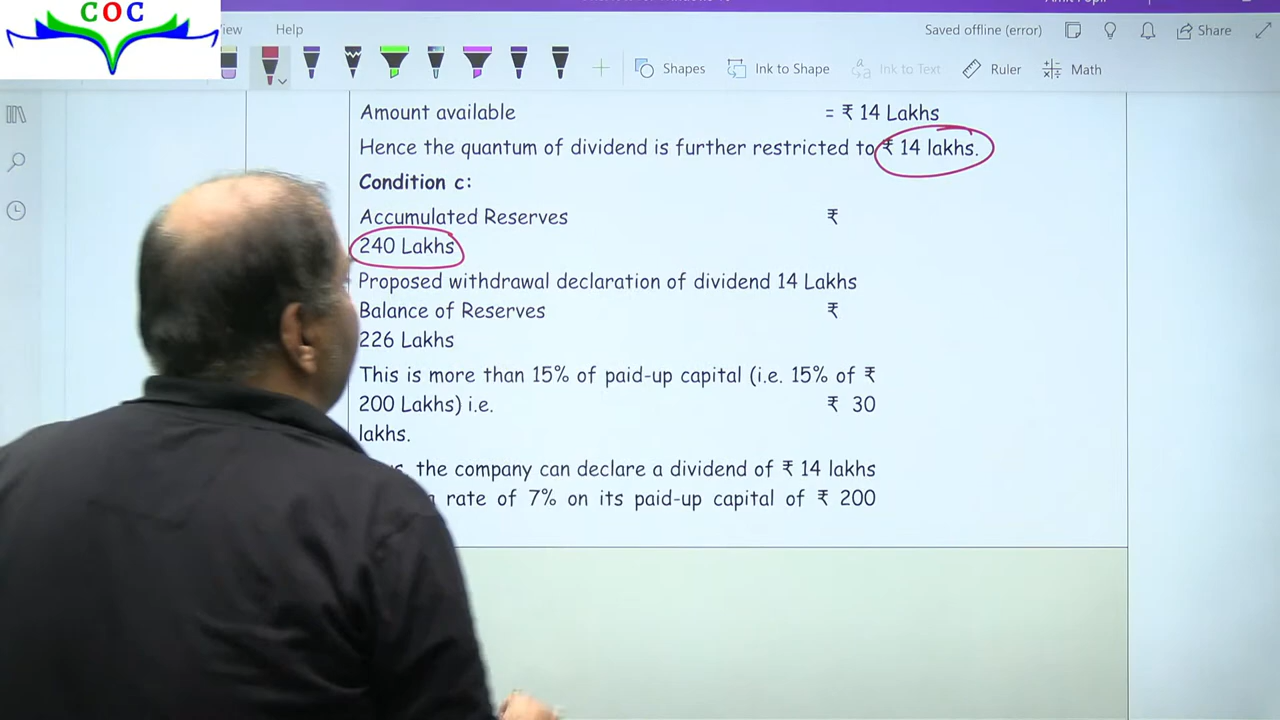 COC
View
Help
Saved offline (error)
Share
Shapes
Ink to Shape
Ink to Text
Ruler
Math
Amount available = ₹ 14 Lakhs
Hence the quantum of dividend is further restricted to ₹ 14 lakhs.
Condition c:
Accumulated Reserves ₹
240 Lakhs
Proposed withdrawal declaration of dividend 14 Lakhs
Balance of Reserves ₹
226 Lakhs
This is more than 15% of paid-up capital (i.e. 15% of ₹
200 Lakhs) i.e. ₹ 30
lakhs.
the company can declare a dividend of ₹ 14 lakhs
rate of 7% on its paid-up capital of ₹ 200